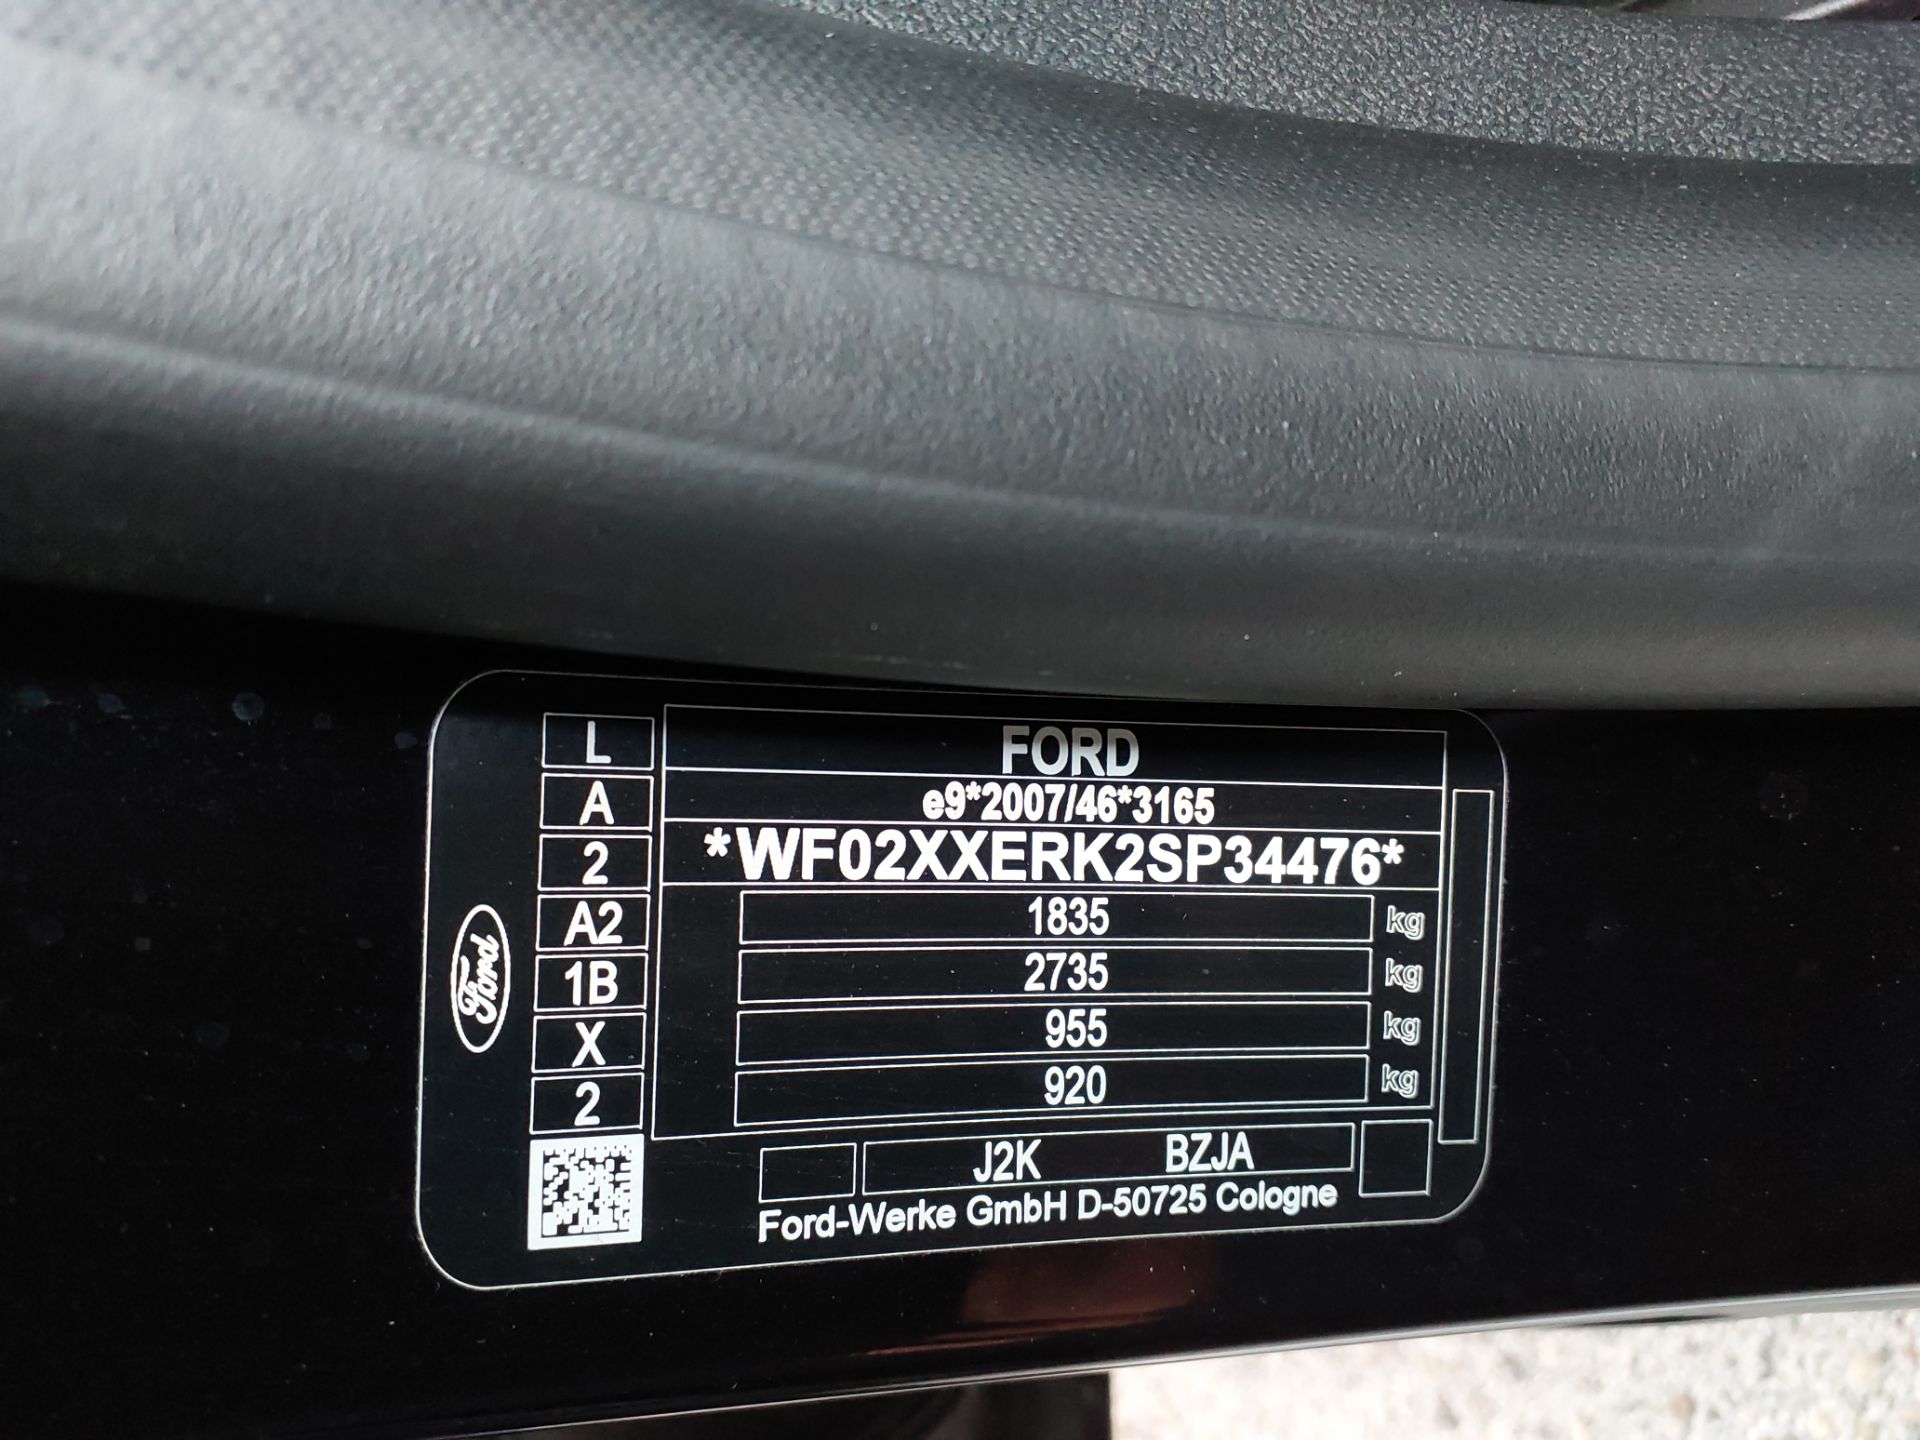 L
FORD
A
e9*2007/46*3165
2
*WF02XXERK2SP34476*
A2
1835 kg
1B
2735 kg
X
955 kg
2
920 kg
J2K BZJA
Ford-Werke GmbH D-50725 Cologne
Ford